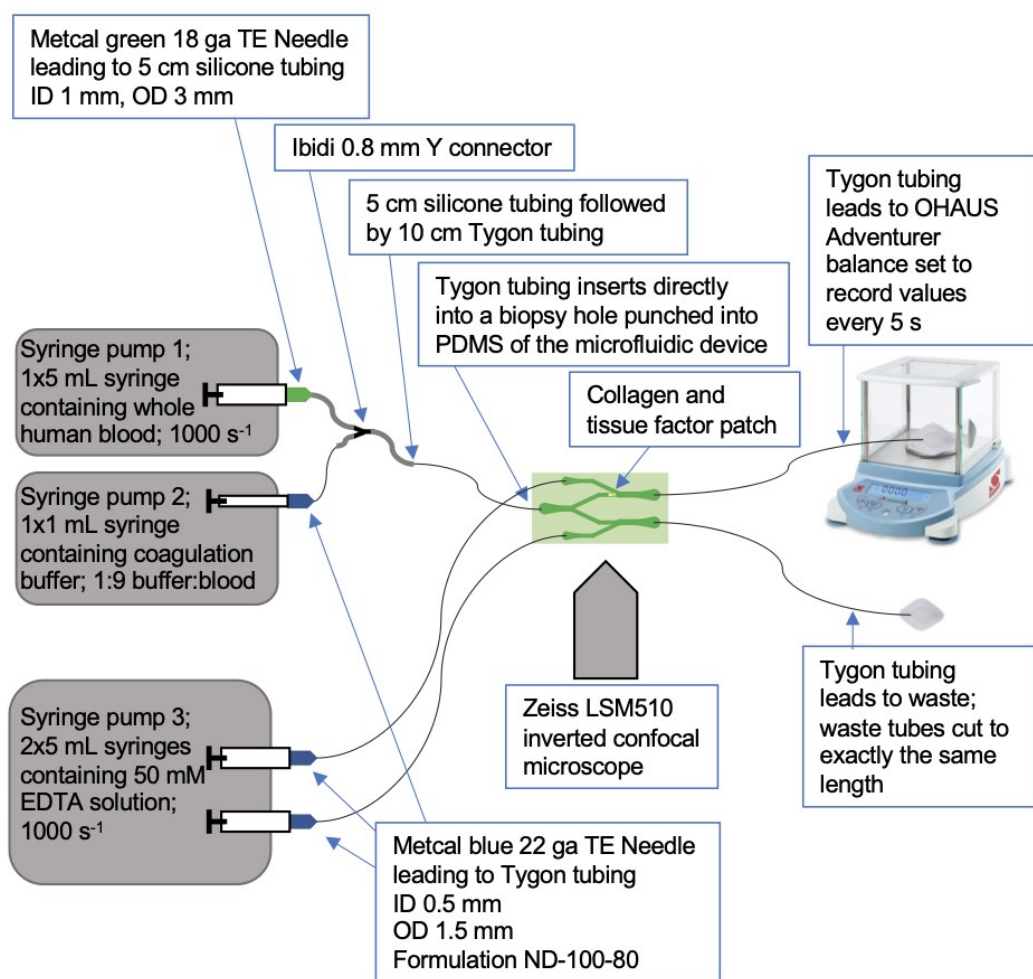 Metcal green 18 ga TE Needle
leading to 5 cm silicone tubing
ID 1 mm, OD 3 mm
Ibidi 0.8 mm Y connector
5 cm silicone tubing followed
by 10 cm Tygon tubing
Tygon tubing inserts directly
into a biopsy hole punched into
PDMS of the microfluidic device
Collagen and
tissue factor patch
Tygon tubing
leads to OHAUS
Adventurer
balance set to
record values
every 5 s
Syringe pump 1;
1x5 mL syringe
containing whole
human blood; 1000 s⁻¹
Syringe pump 2;
1x1 mL syringe
containing coagulation
buffer; 1:9 buffer:blood
Syringe pump 3;
2x5 mL syringes
containing 50 mM
EDTA solution;
1000 s⁻¹
Zeiss LSM510
inverted confocal
microscope
Tygon tubing
leads to waste;
waste tubes cut to
exactly the same
length
Metcal blue 22 ga TE Needle
leading to Tygon tubing
ID 0.5 mm
OD 1.5 mm
Formulation ND-100-80